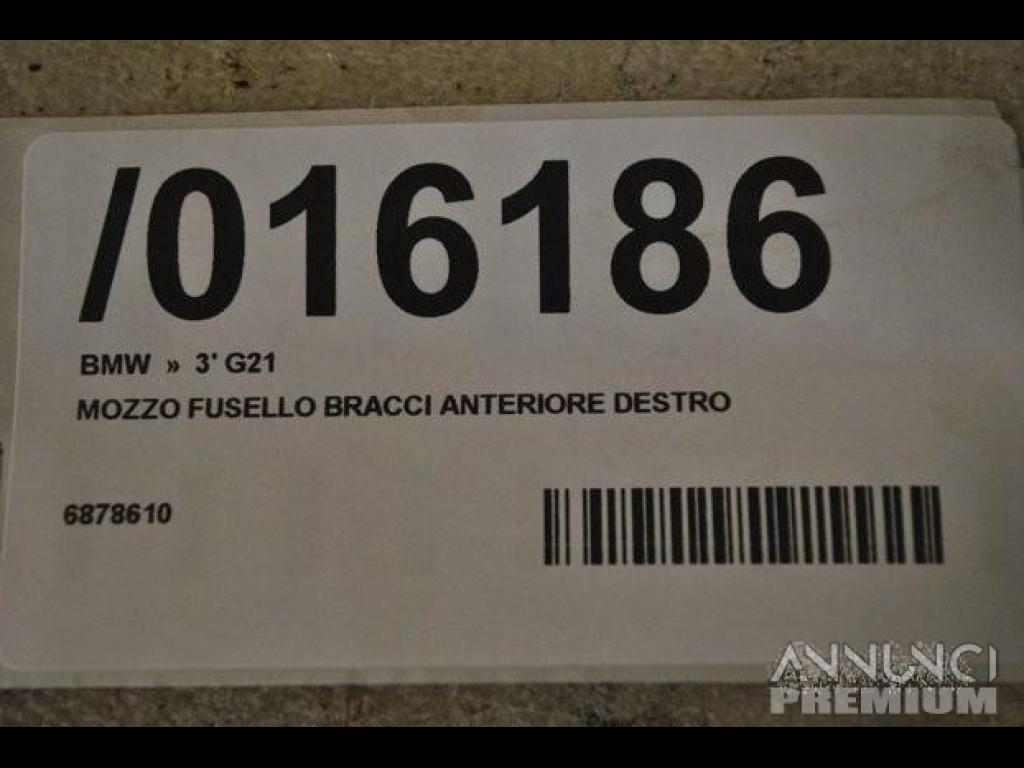 /016186
BMW » 3' G21
MOZZO FUSELLO BRACCI ANTERIORE DESTRO
6878610
ANNUNCI
PREMIUM